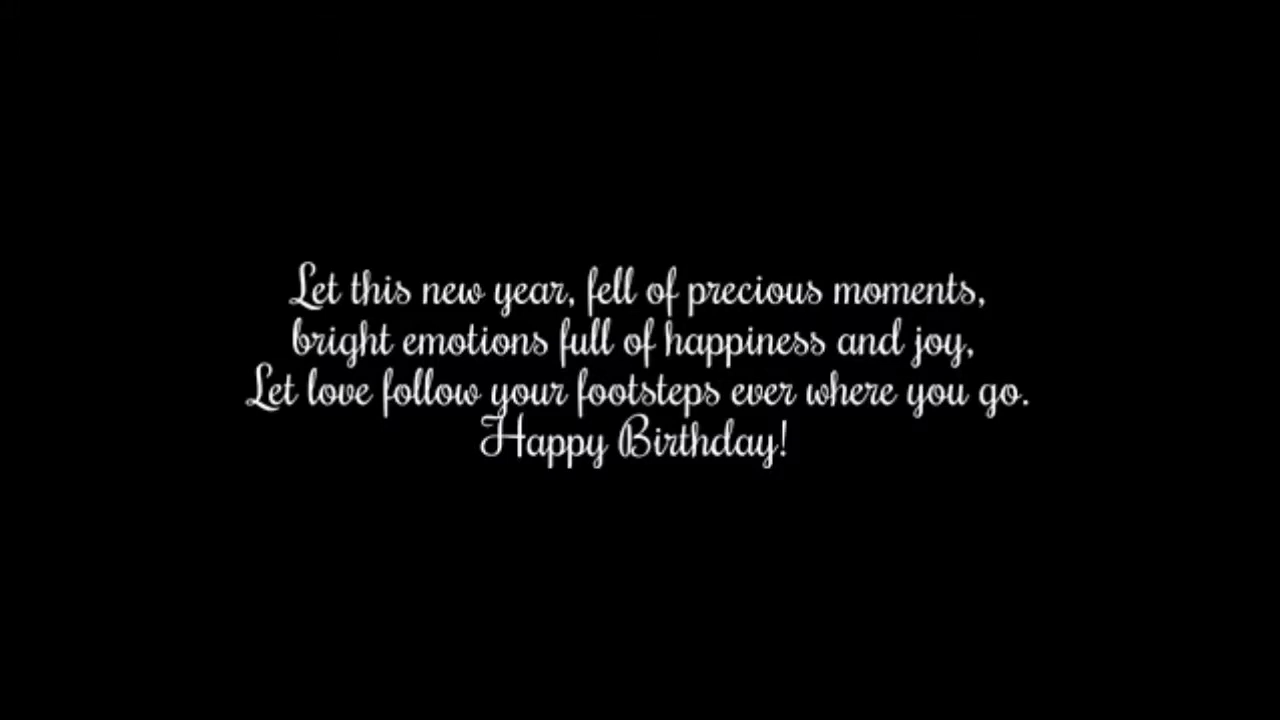 Let this new year, fell of precious moments,
bright emotions full of happiness and joy,
Let love follow your footsteps ever where you go.
Happy Birthday!